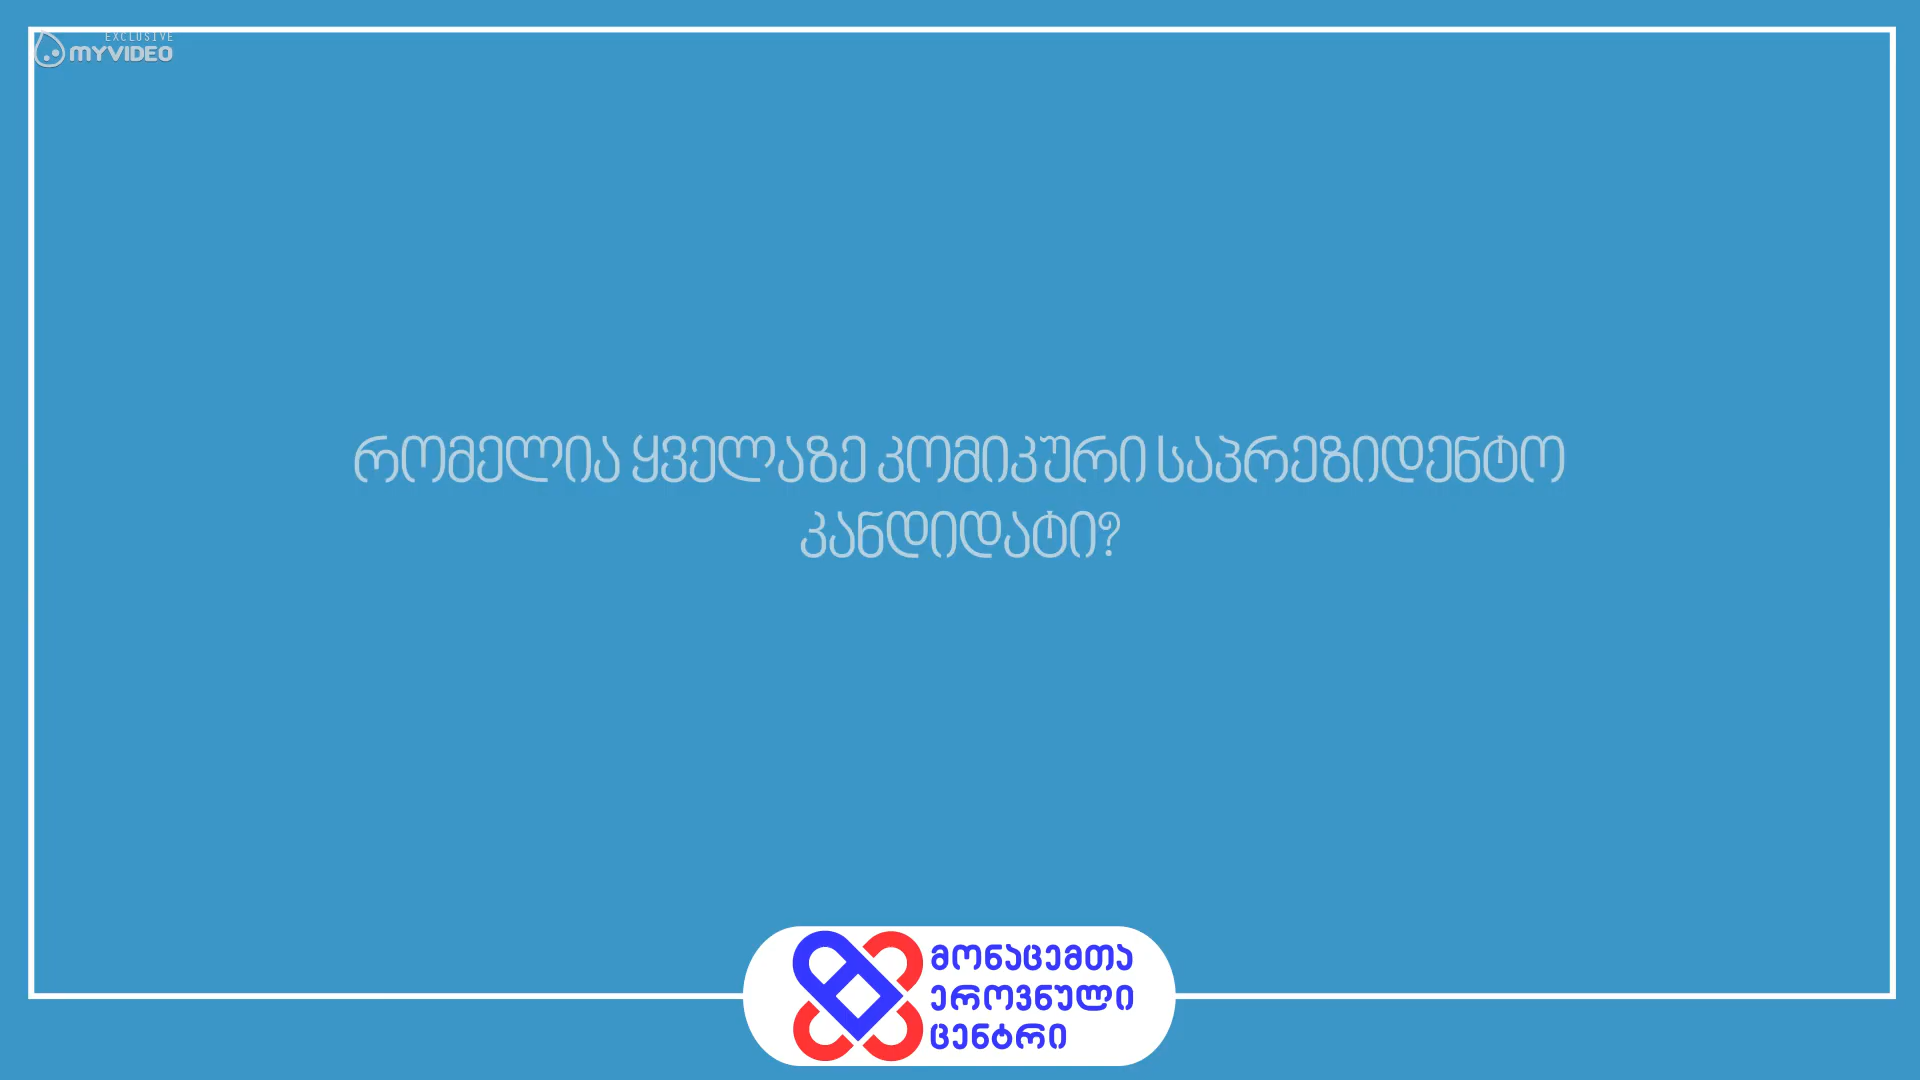 EXCLUSIVE
MYVIDEO
რომელია ყველაზე კომიკური საპრეზიდენტო
კანდიდატი?
მონაცემთა
ეროვნული
ცენტრი